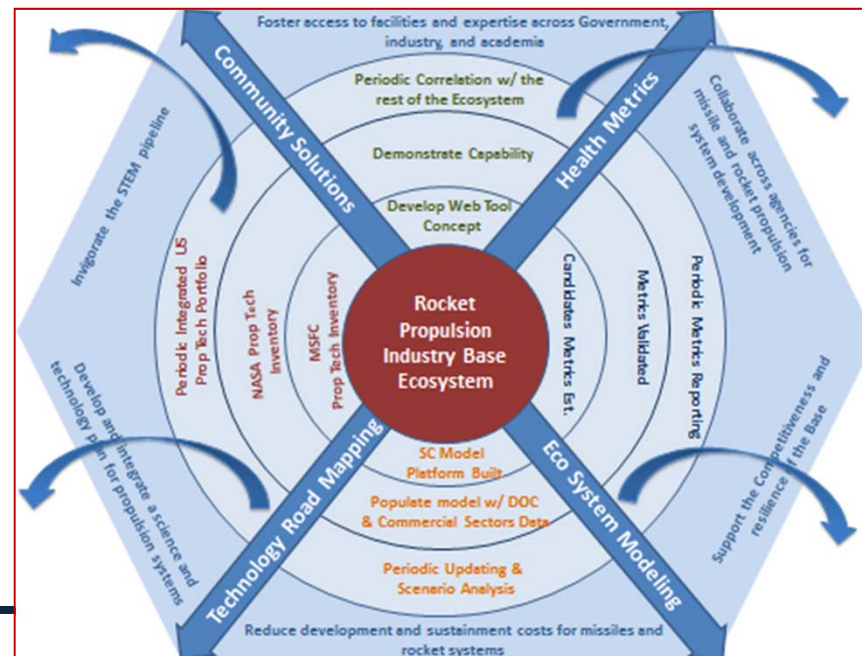 Foster access to facilities and expertise across Government,
industry, and academia
Community Solutions
Health Metrics
Periodic Correlation w/ the
rest of the Ecosystem
Demonstrate Capability
Develop Web Tool
Concept
Invigorate the STEM pipeline
Periodic Integrated US
Prop Tech Portfolio
NASA Prop Tech
Inventory
MSFC
Prop Tech Inventory
Rocket
Propulsion
Industry Base
Ecosystem
Candidates Metrics Est.
Metrics Validated
Periodic Metrics Reporting
Collaborate across agencies for
missile and rocket propulsion
system development
Develop and integrate a science and
technology plan for propulsion systems
Technology Road Mapping
SC Model
Platform Built
Populate model w/ DOC
& Commercial Sectors Data
Periodic Updating &
Scenario Analysis
Eco System Modeling
Support the Competitiveness and
resilience of the Base
Reduce development and sustainment costs for missiles and
rocket systems